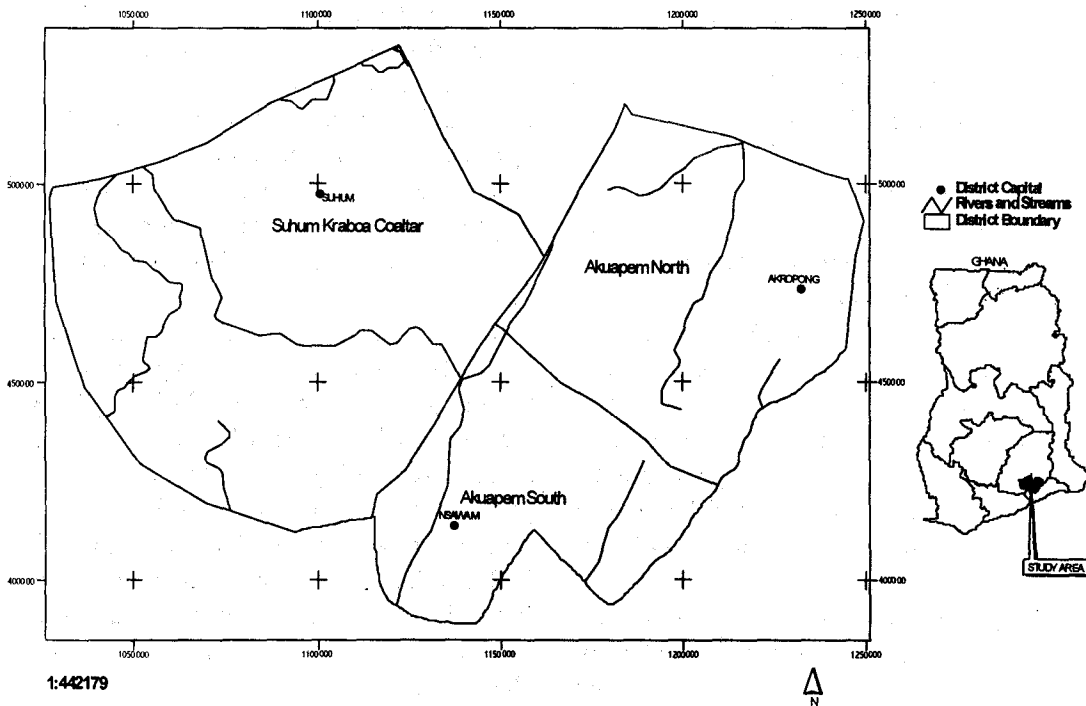 1050000 1100000 1150000 1200000 1250000
500000 500000
SUHUM
Suhum Kraboa Coaltar
Akuapem North
AKROPONG
450000 450000
Akuapem South
NSAWAM
400000 400000
1050000 1100000 1150000 1200000 1250000
1:442179
N
District Capital
Rivers and Streams
District Boundary
GHANA
STUDY AREA